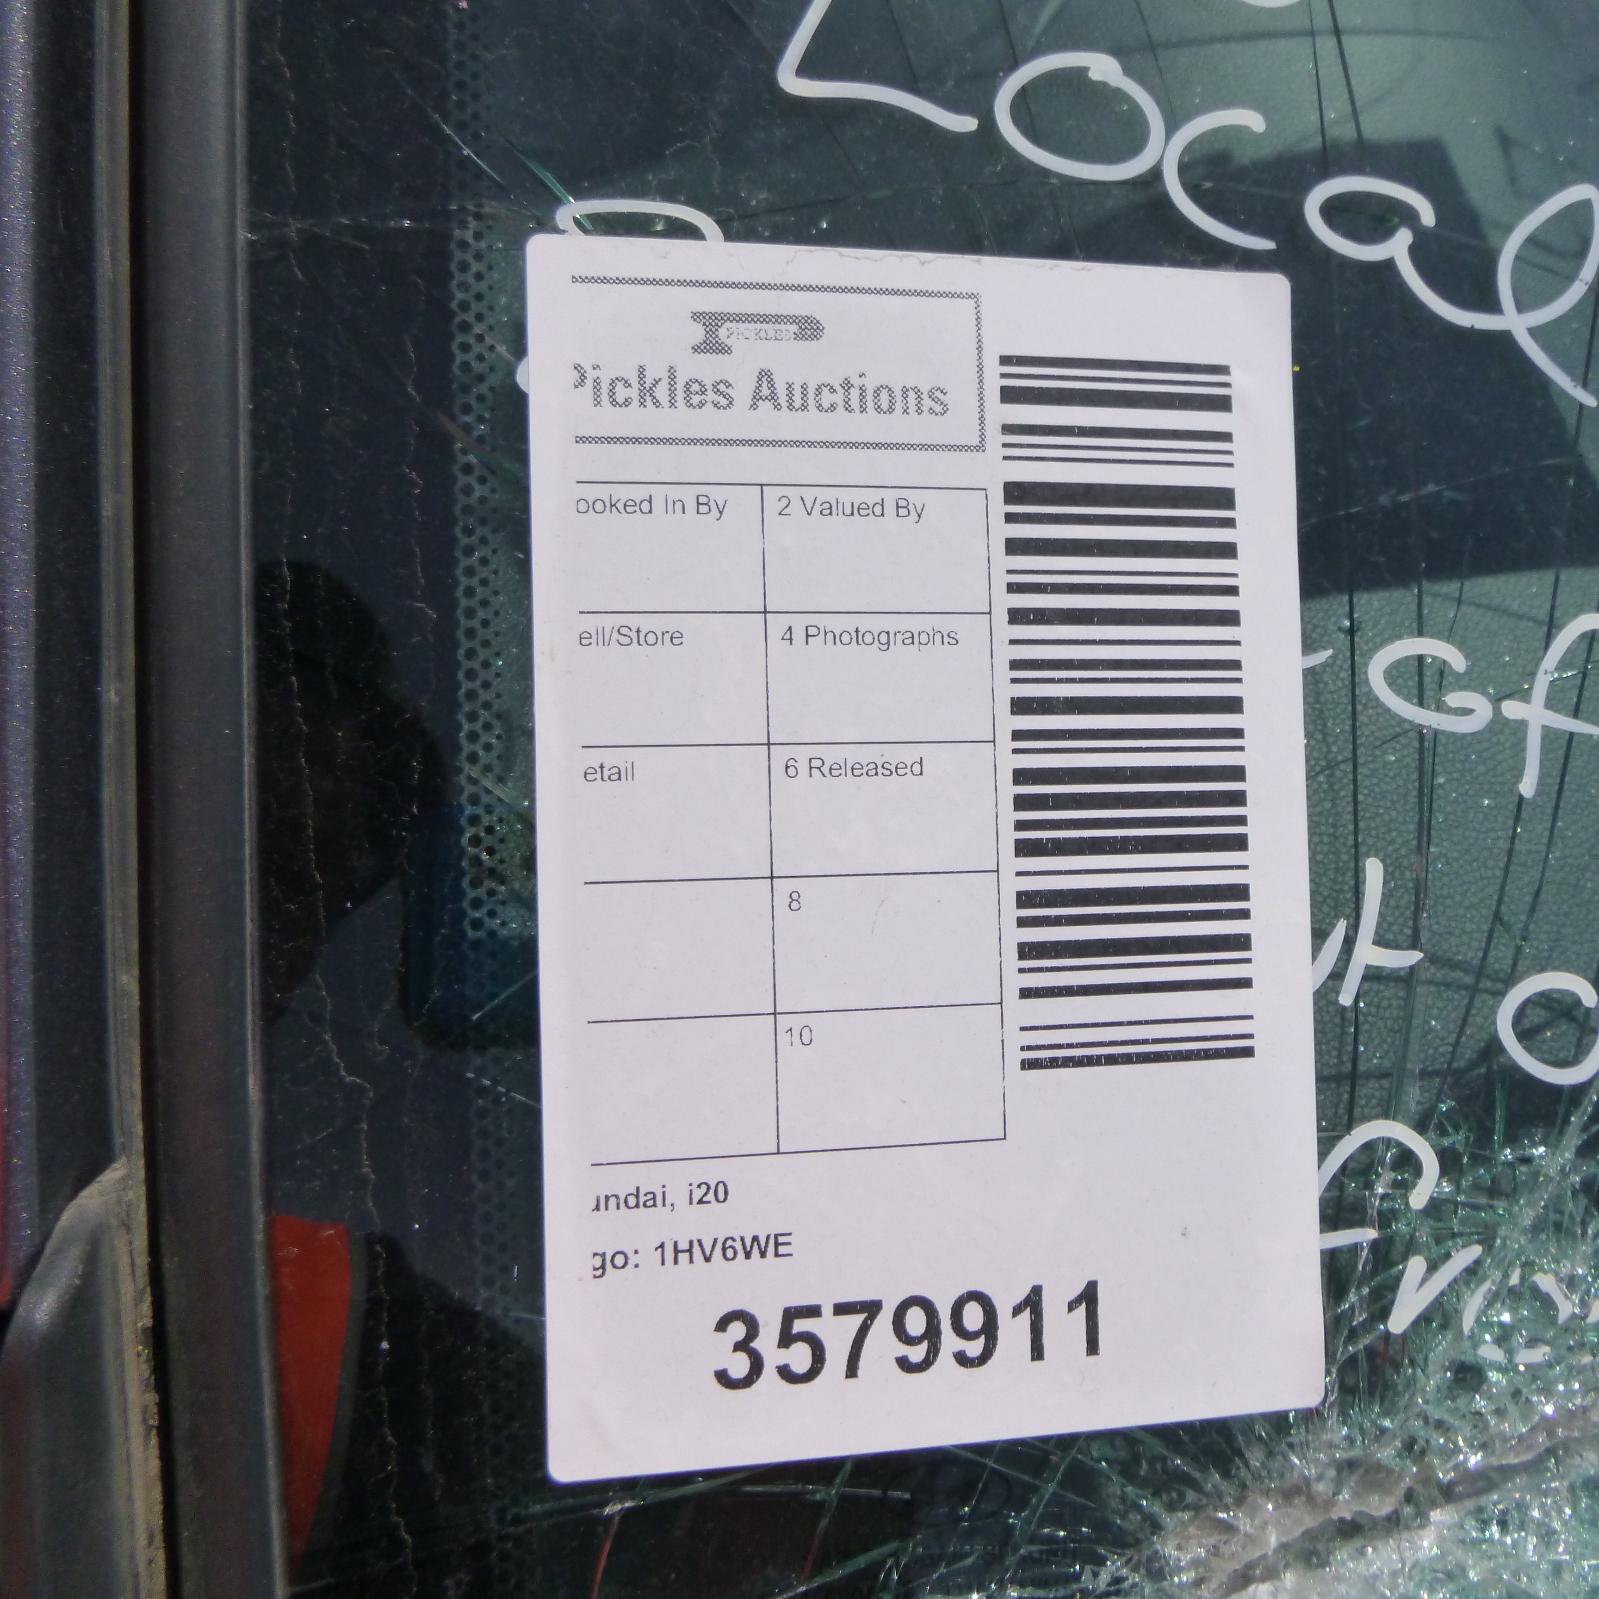 Local
PICKLES
Pickles Auctions
ooked In By
2 Valued By
ell/Store
4 Photographs
etail
6 Released
8
10
undai, i20
go: 1HV6WE
3579911